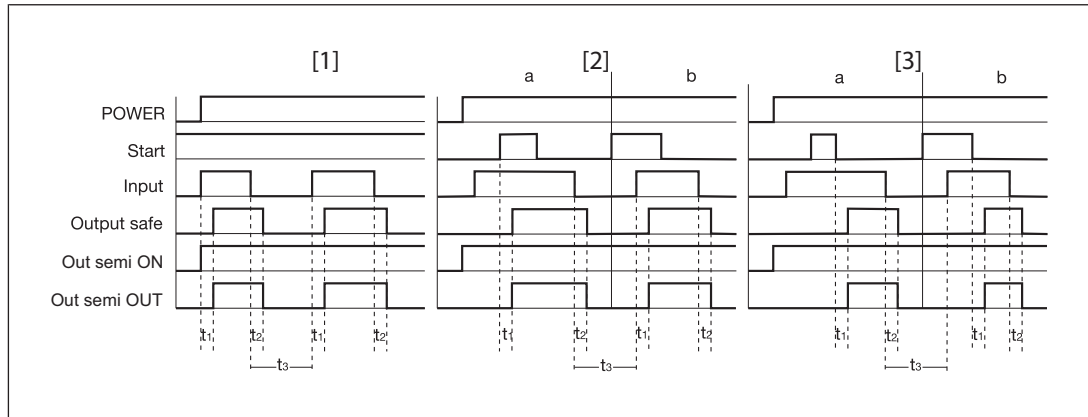 [1] [2] [3]
a b a b
POWER
Start
Input
Output safe
Out semi ON
Out semi OUT
t1 t2 t1 t2 t1 t2 t1 t2 t1 t2 t1 t2
t3 t3 t3